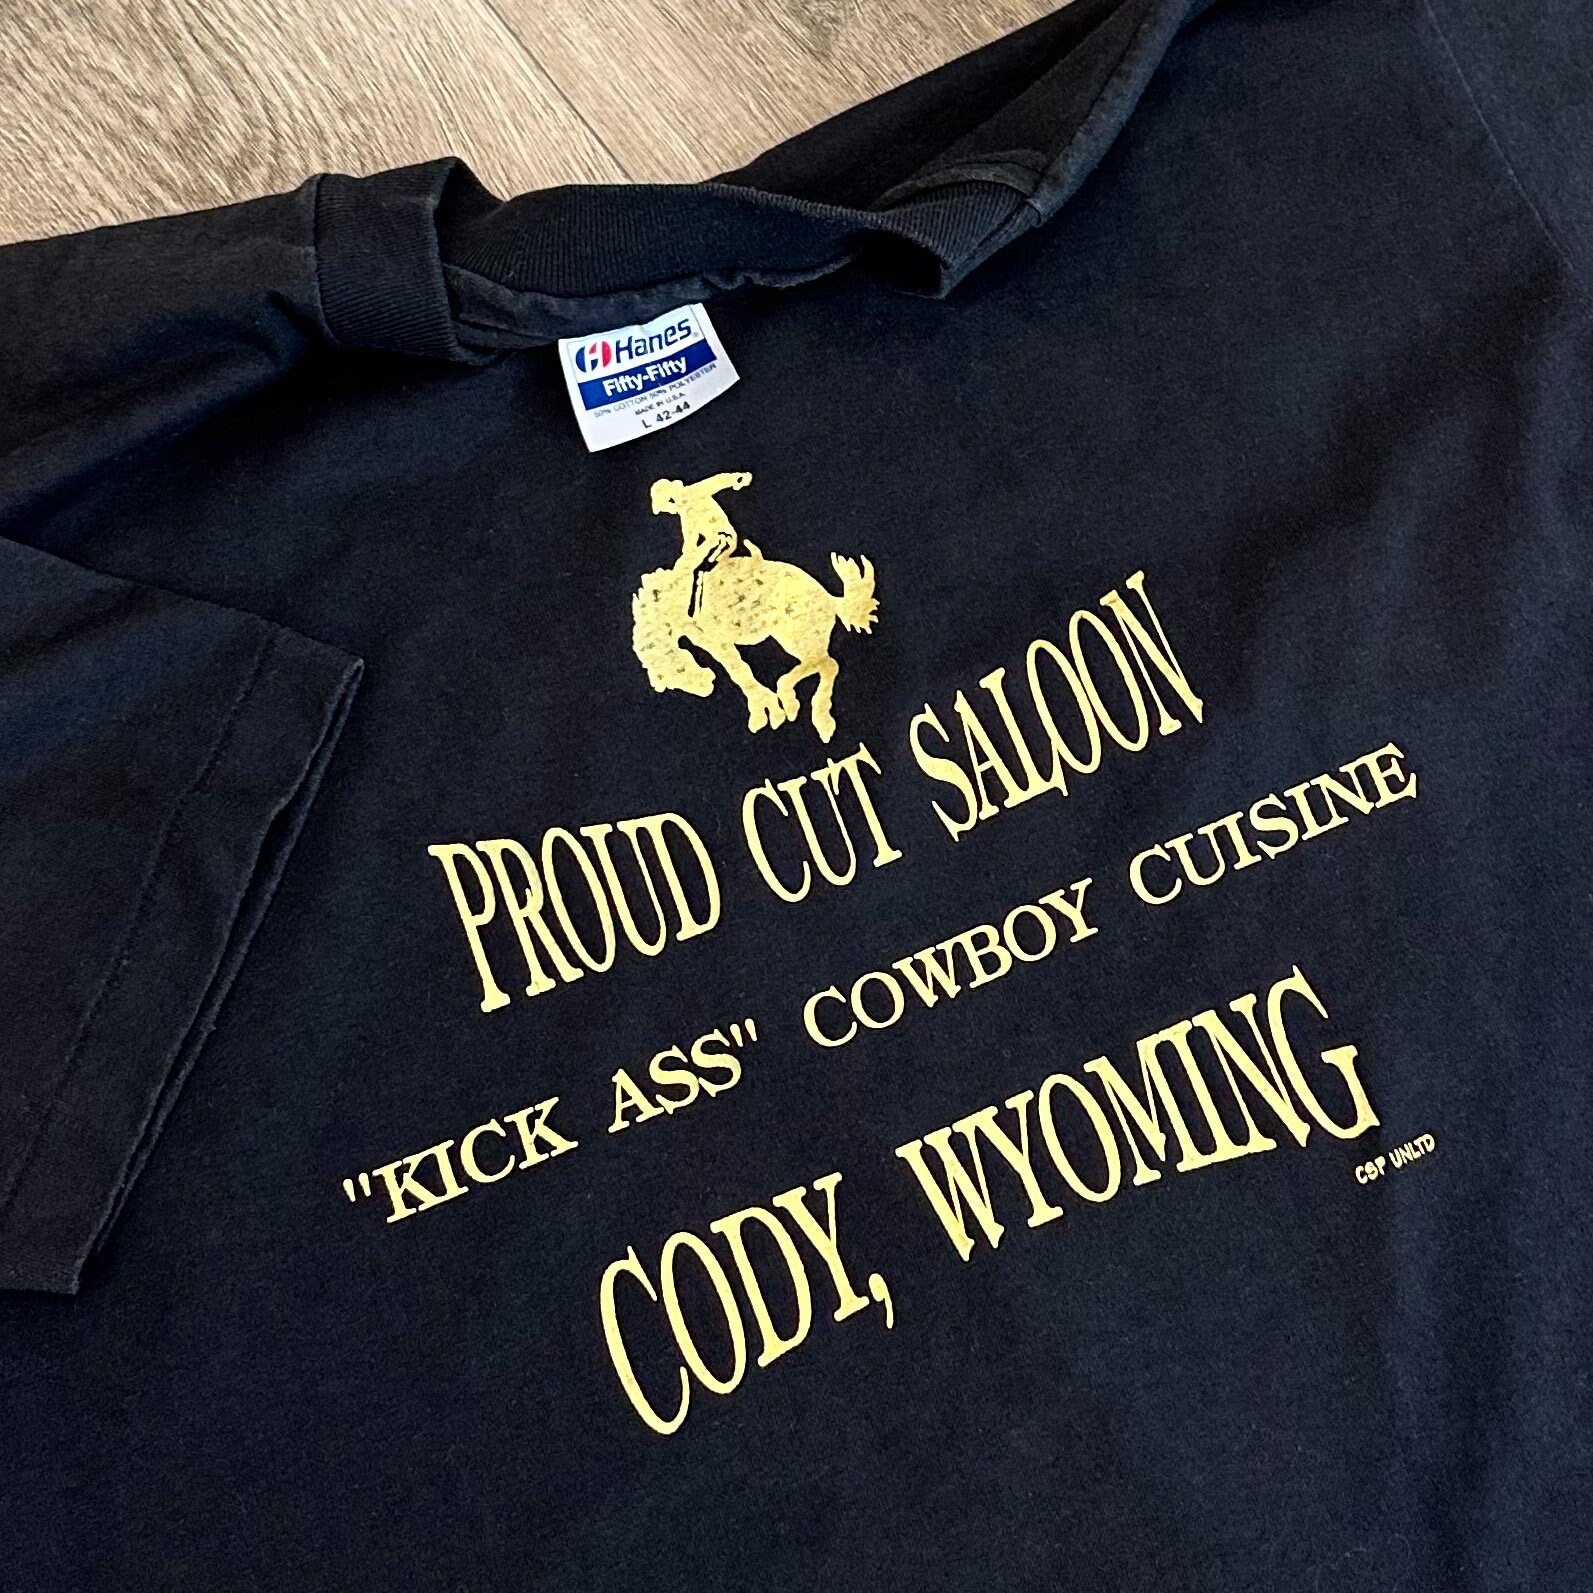 Hanes
Fifty-Fifty
50% COTTON 50% POLYESTER
MADE IN U.S.A.
L 42-44
PROUD CUT SALOON
"KICK ASS" COWBOY CUISINE
CODY, WYOMING
CSP UNLTD